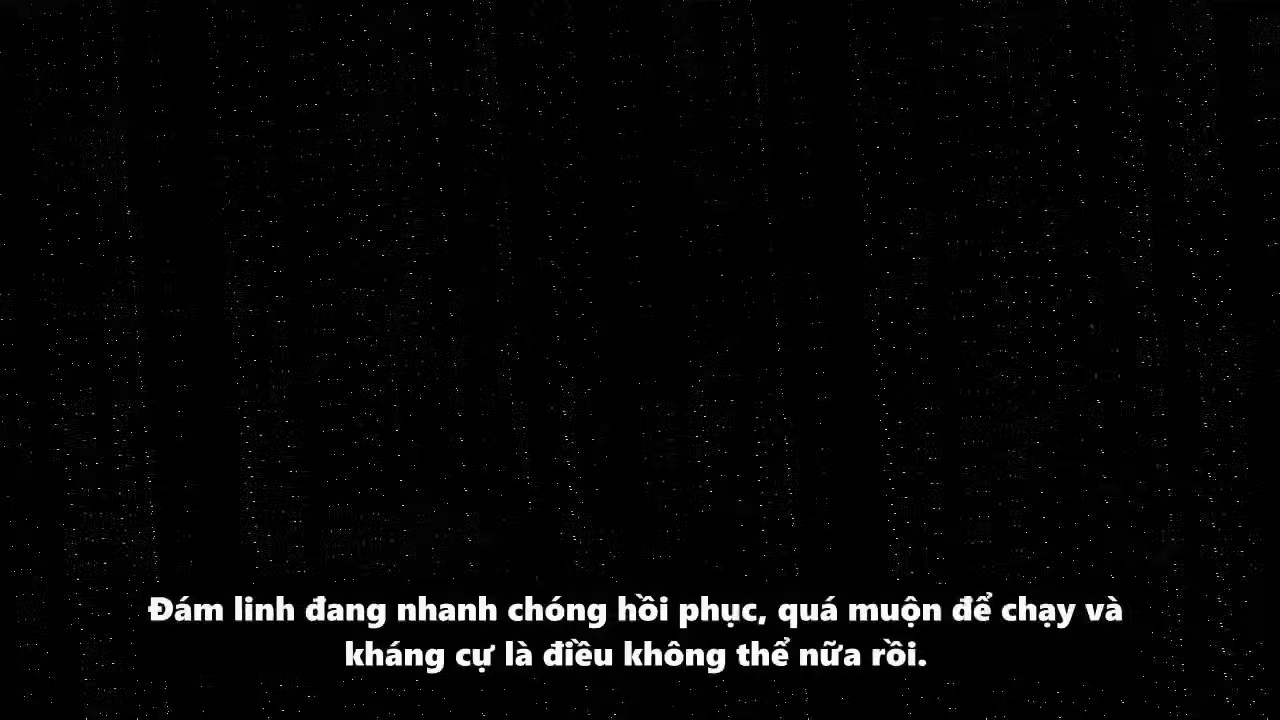 Đám linh đang nhanh chóng hồi phục, quá muộn để chạy và
kháng cự là điều không thể nữa rồi.